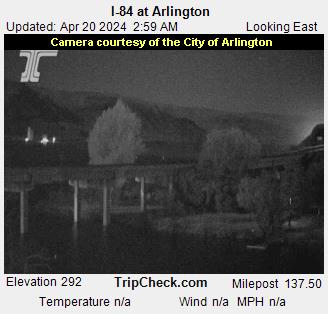 I-84 at Arlington
Updated: Apr 20 2024 2:59 AM Looking East
Camera courtesy of the City of Arlington
Elevation 292 TripCheck.com Milepost 137.50
Temperature n/a Wind n/a MPH n/a